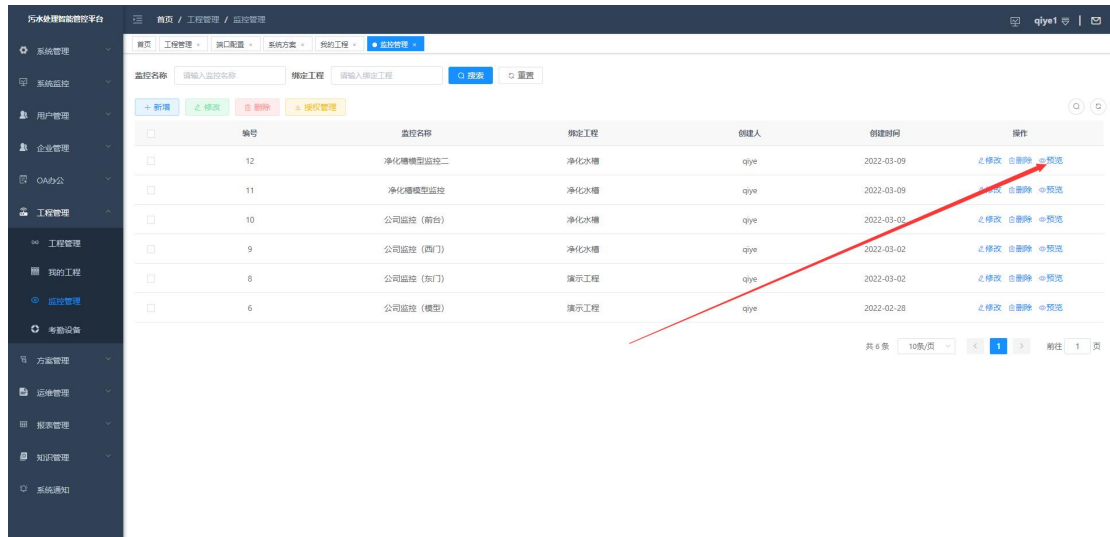 污水处理智能管控平台
首页 / 工程管理 / 监控管理
qiye1
首页 工程管理 × 端口配置 × 系统方案 × 我的工程 × 监控管理 ×
系统管理
系统监控
用户管理
企业管理
OA办公
工程管理
工程管理
我的工程
监控管理
考勤设备
方案管理
运维管理
报表管理
知识管理
系统通知
监控名称 请输入监控名称 绑定工程 请输入绑定工程 搜索 重置
+ 新增 修改 删除 授权管理
编号 监控名称 绑定工程 创建人 创建时间 操作
12 净化槽模型监控二 净化水槽 qiye 2022-03-09 修改 删除 预览
11 净化槽模型监控 净化水槽 qiye 2022-03-09 修改 删除 预览
10 公司监控（前台） 净化水槽 qiye 2022-03-02 修改 删除 预览
9 公司监控（西门） 净化水槽 qiye 2022-03-02 修改 删除 预览
8 公司监控（东门） 演示工程 qiye 2022-03-02 修改 删除 预览
6 公司监控（模型） 演示工程 qiye 2022-02-28 修改 删除 预览
共 6 条 10条/页 < 1 > 前往 1 页